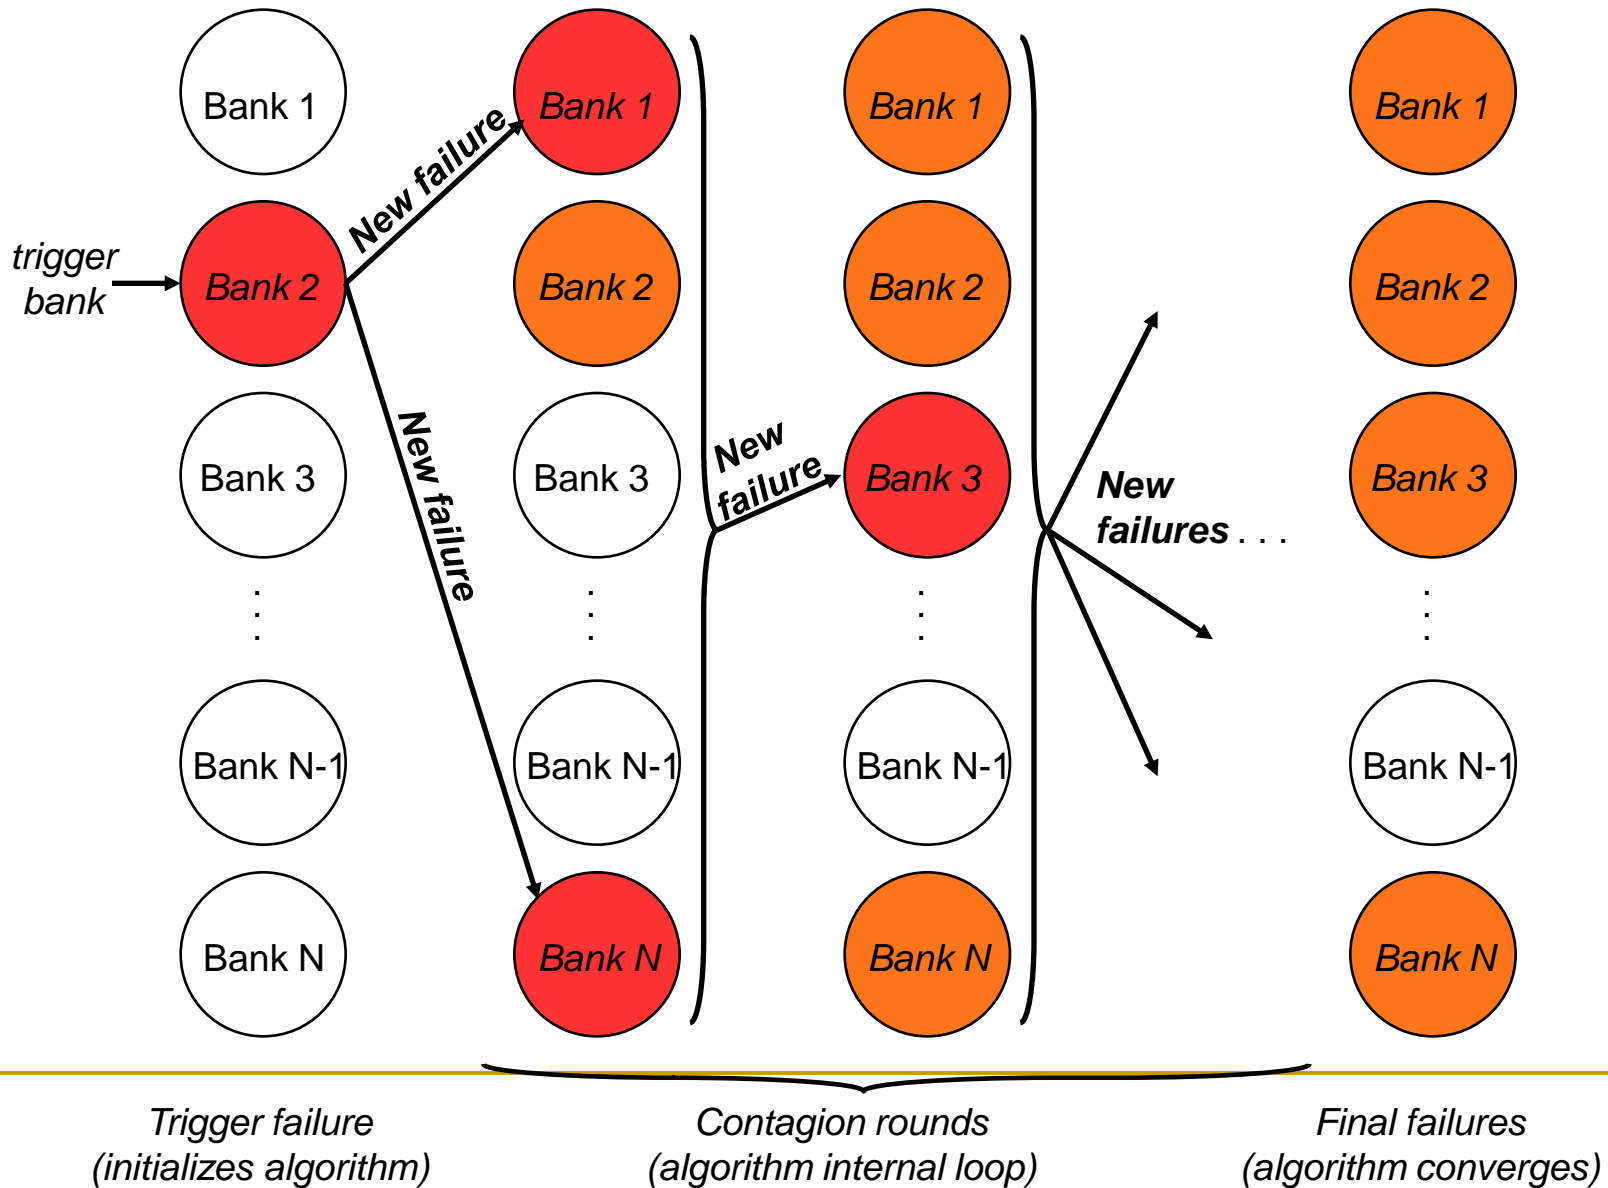 Bank 1
Bank 2
Bank 3
.
.
.
Bank N-1
Bank N
trigger
bank
New failure
New failure
Bank 1
Bank 2
Bank 3
.
.
.
Bank N-1
Bank N
New
failure
Bank 1
Bank 2
Bank 3
.
.
.
Bank N-1
Bank N
New
failures . . .
Bank 1
Bank 2
Bank 3
.
.
.
Bank N-1
Bank N
Trigger failure
(initializes algorithm)
Contagion rounds
(algorithm internal loop)
Final failures
(algorithm converges)